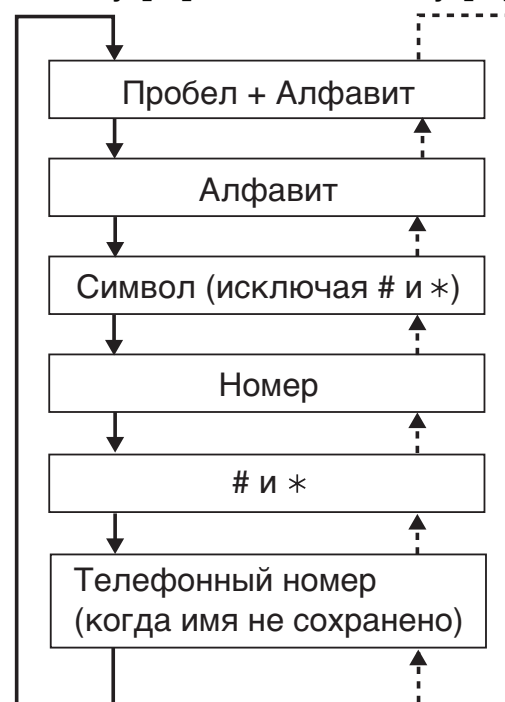 Пробел + Алфавит
Алфавит
Символ (исключая # и *)
Номер
# и *
Телефонный номер
(когда имя не сохранено)